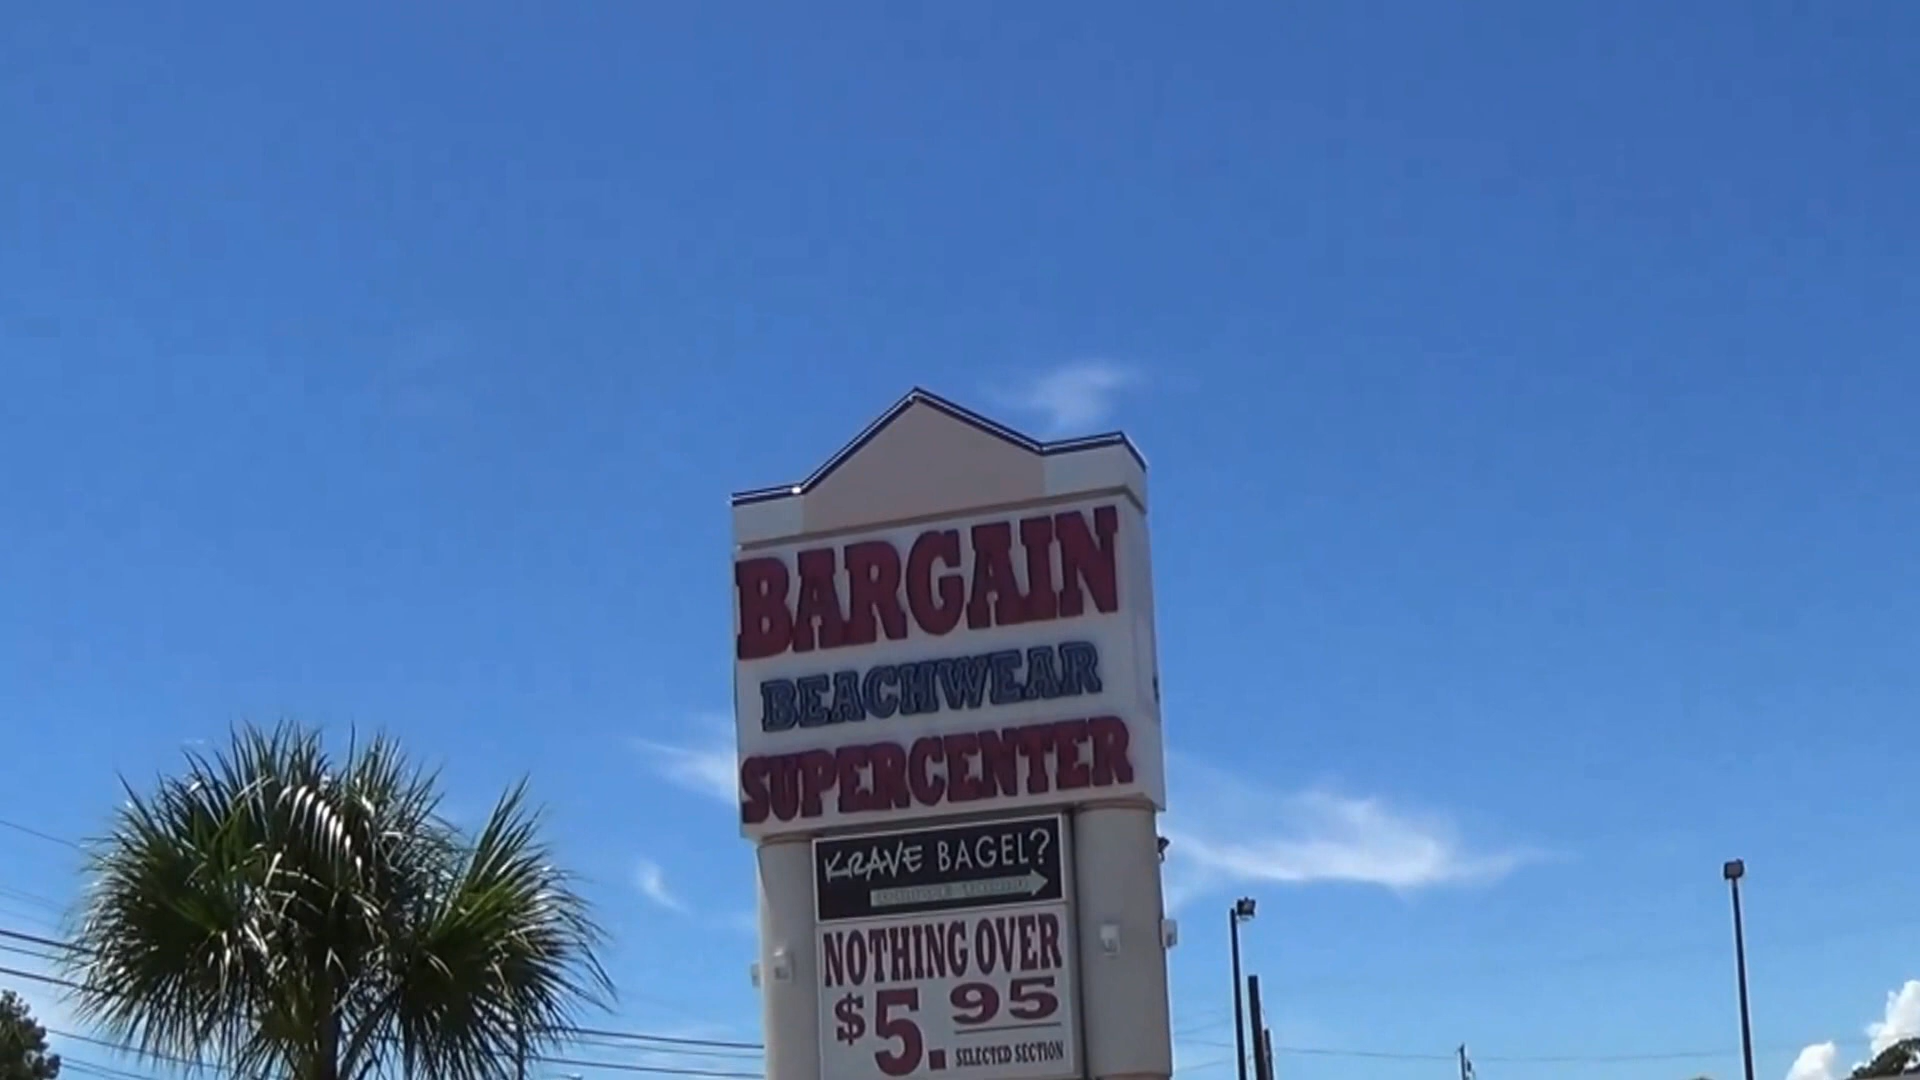 BARGAIN
BEACHWEAR
SUPERCENTER
KRAVE BAGEL?
NOTHING OVER
$5.95
SELECTED SECTION